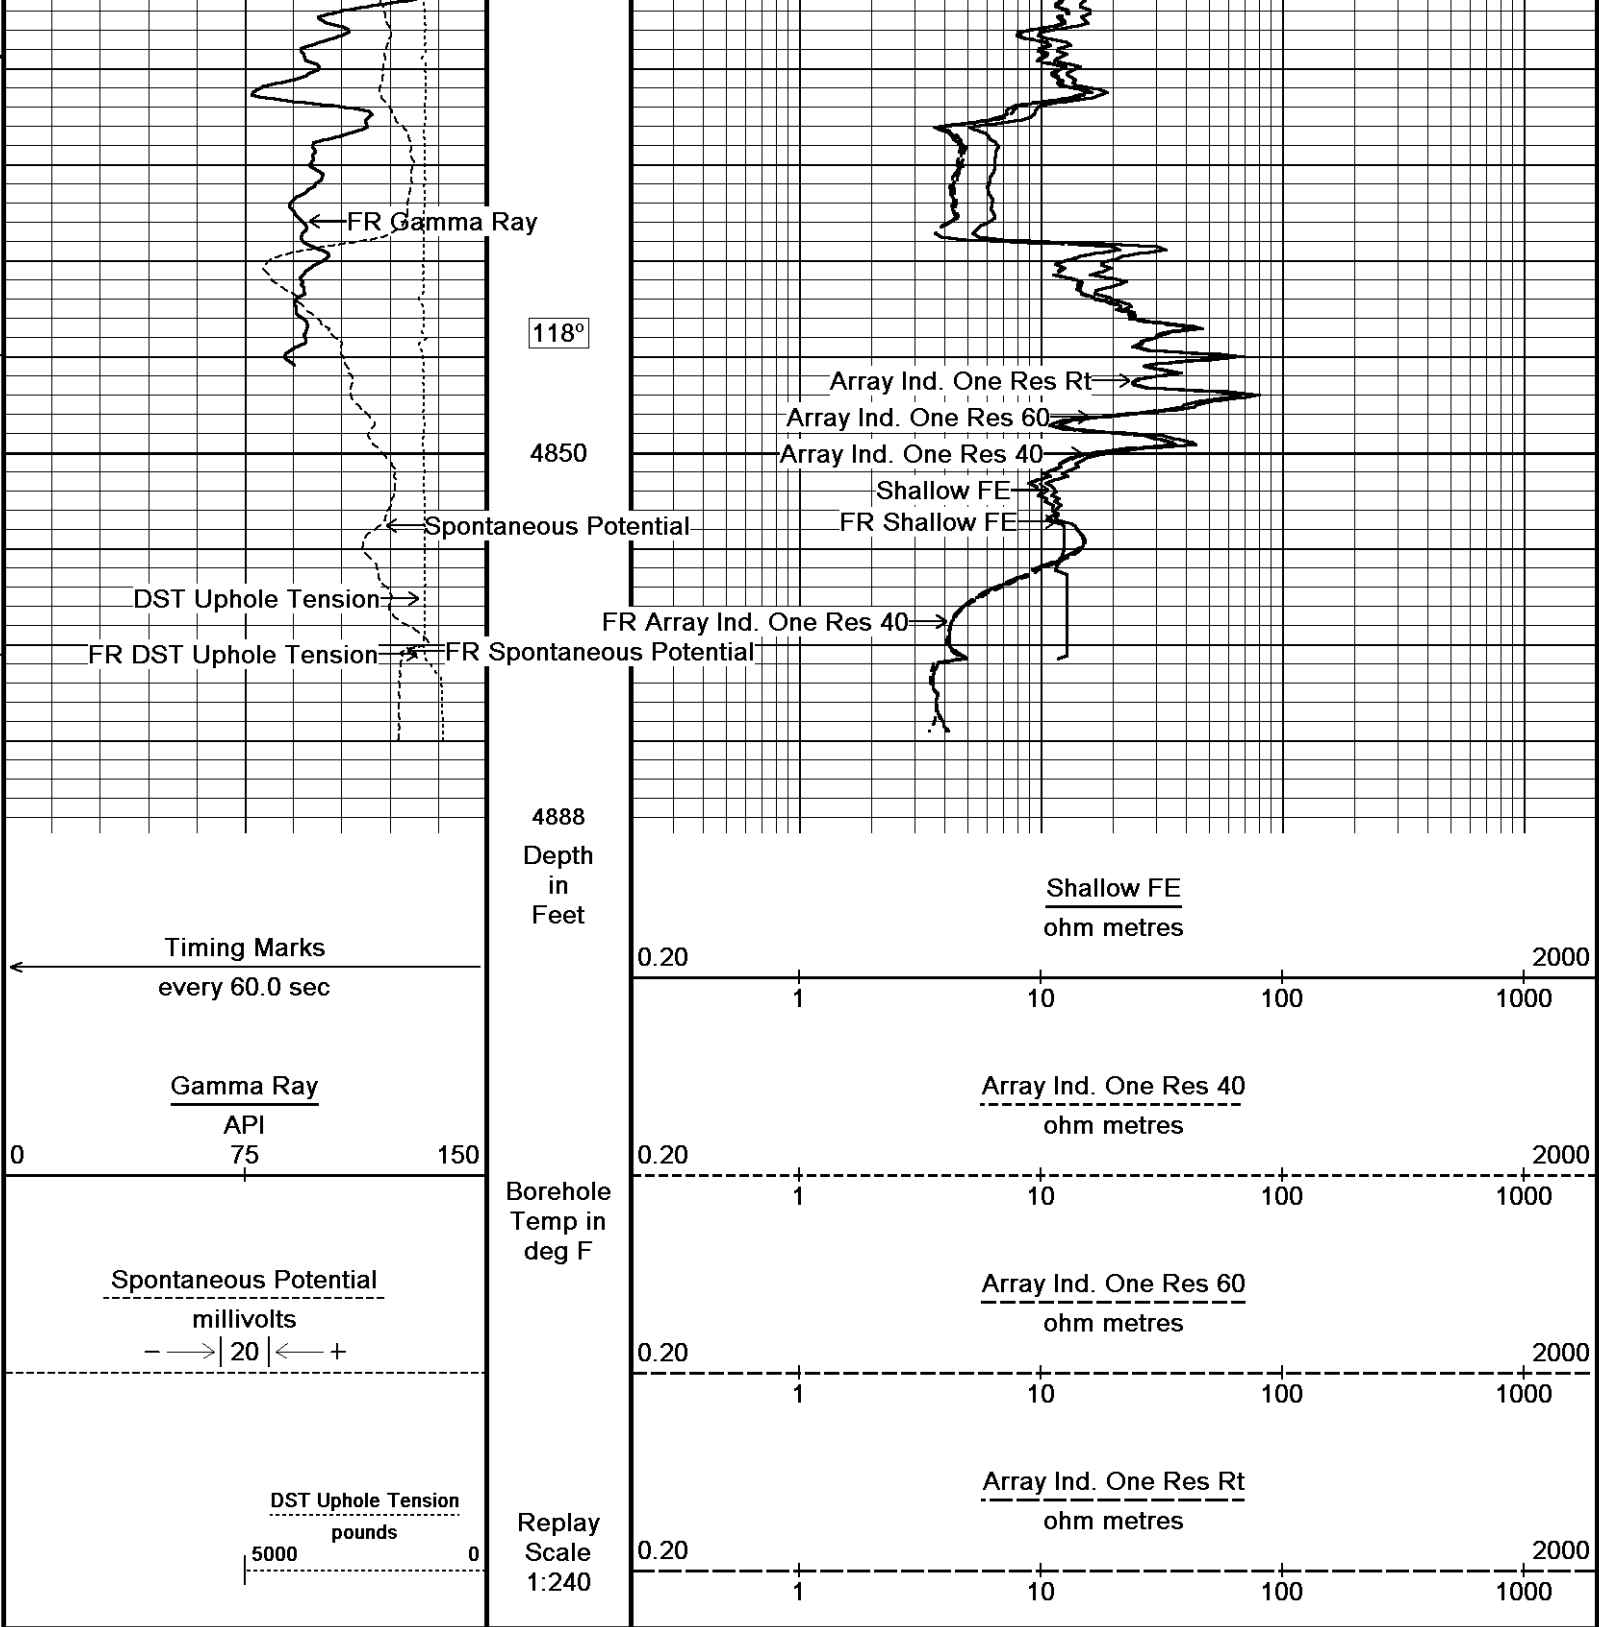 FR Gamma Ray
118º
Array Ind. One Res Rt
Array Ind. One Res 60
4850
Array Ind. One Res 40
Shallow FE
FR Shallow FE
Spontaneous Potential
DST Uphole Tension
FR Array Ind. One Res 40
FR DST Uphole Tension
FR Spontaneous Potential
4888
Depth
in
Feet
Shallow FE
ohm metres
0.20 2000
1 10 100 1000
Timing Marks
every 60.0 sec
Gamma Ray
API
0 75 150
Array Ind. One Res 40
ohm metres
0.20 2000
1 10 100 1000
Borehole
Temp in
deg F
Spontaneous Potential
millivolts
− 20 +
Array Ind. One Res 60
ohm metres
0.20 2000
1 10 100 1000
DST Uphole Tension
pounds
5000 0
Replay
Scale
1:240
Array Ind. One Res Rt
ohm metres
0.20 2000
1 10 100 1000